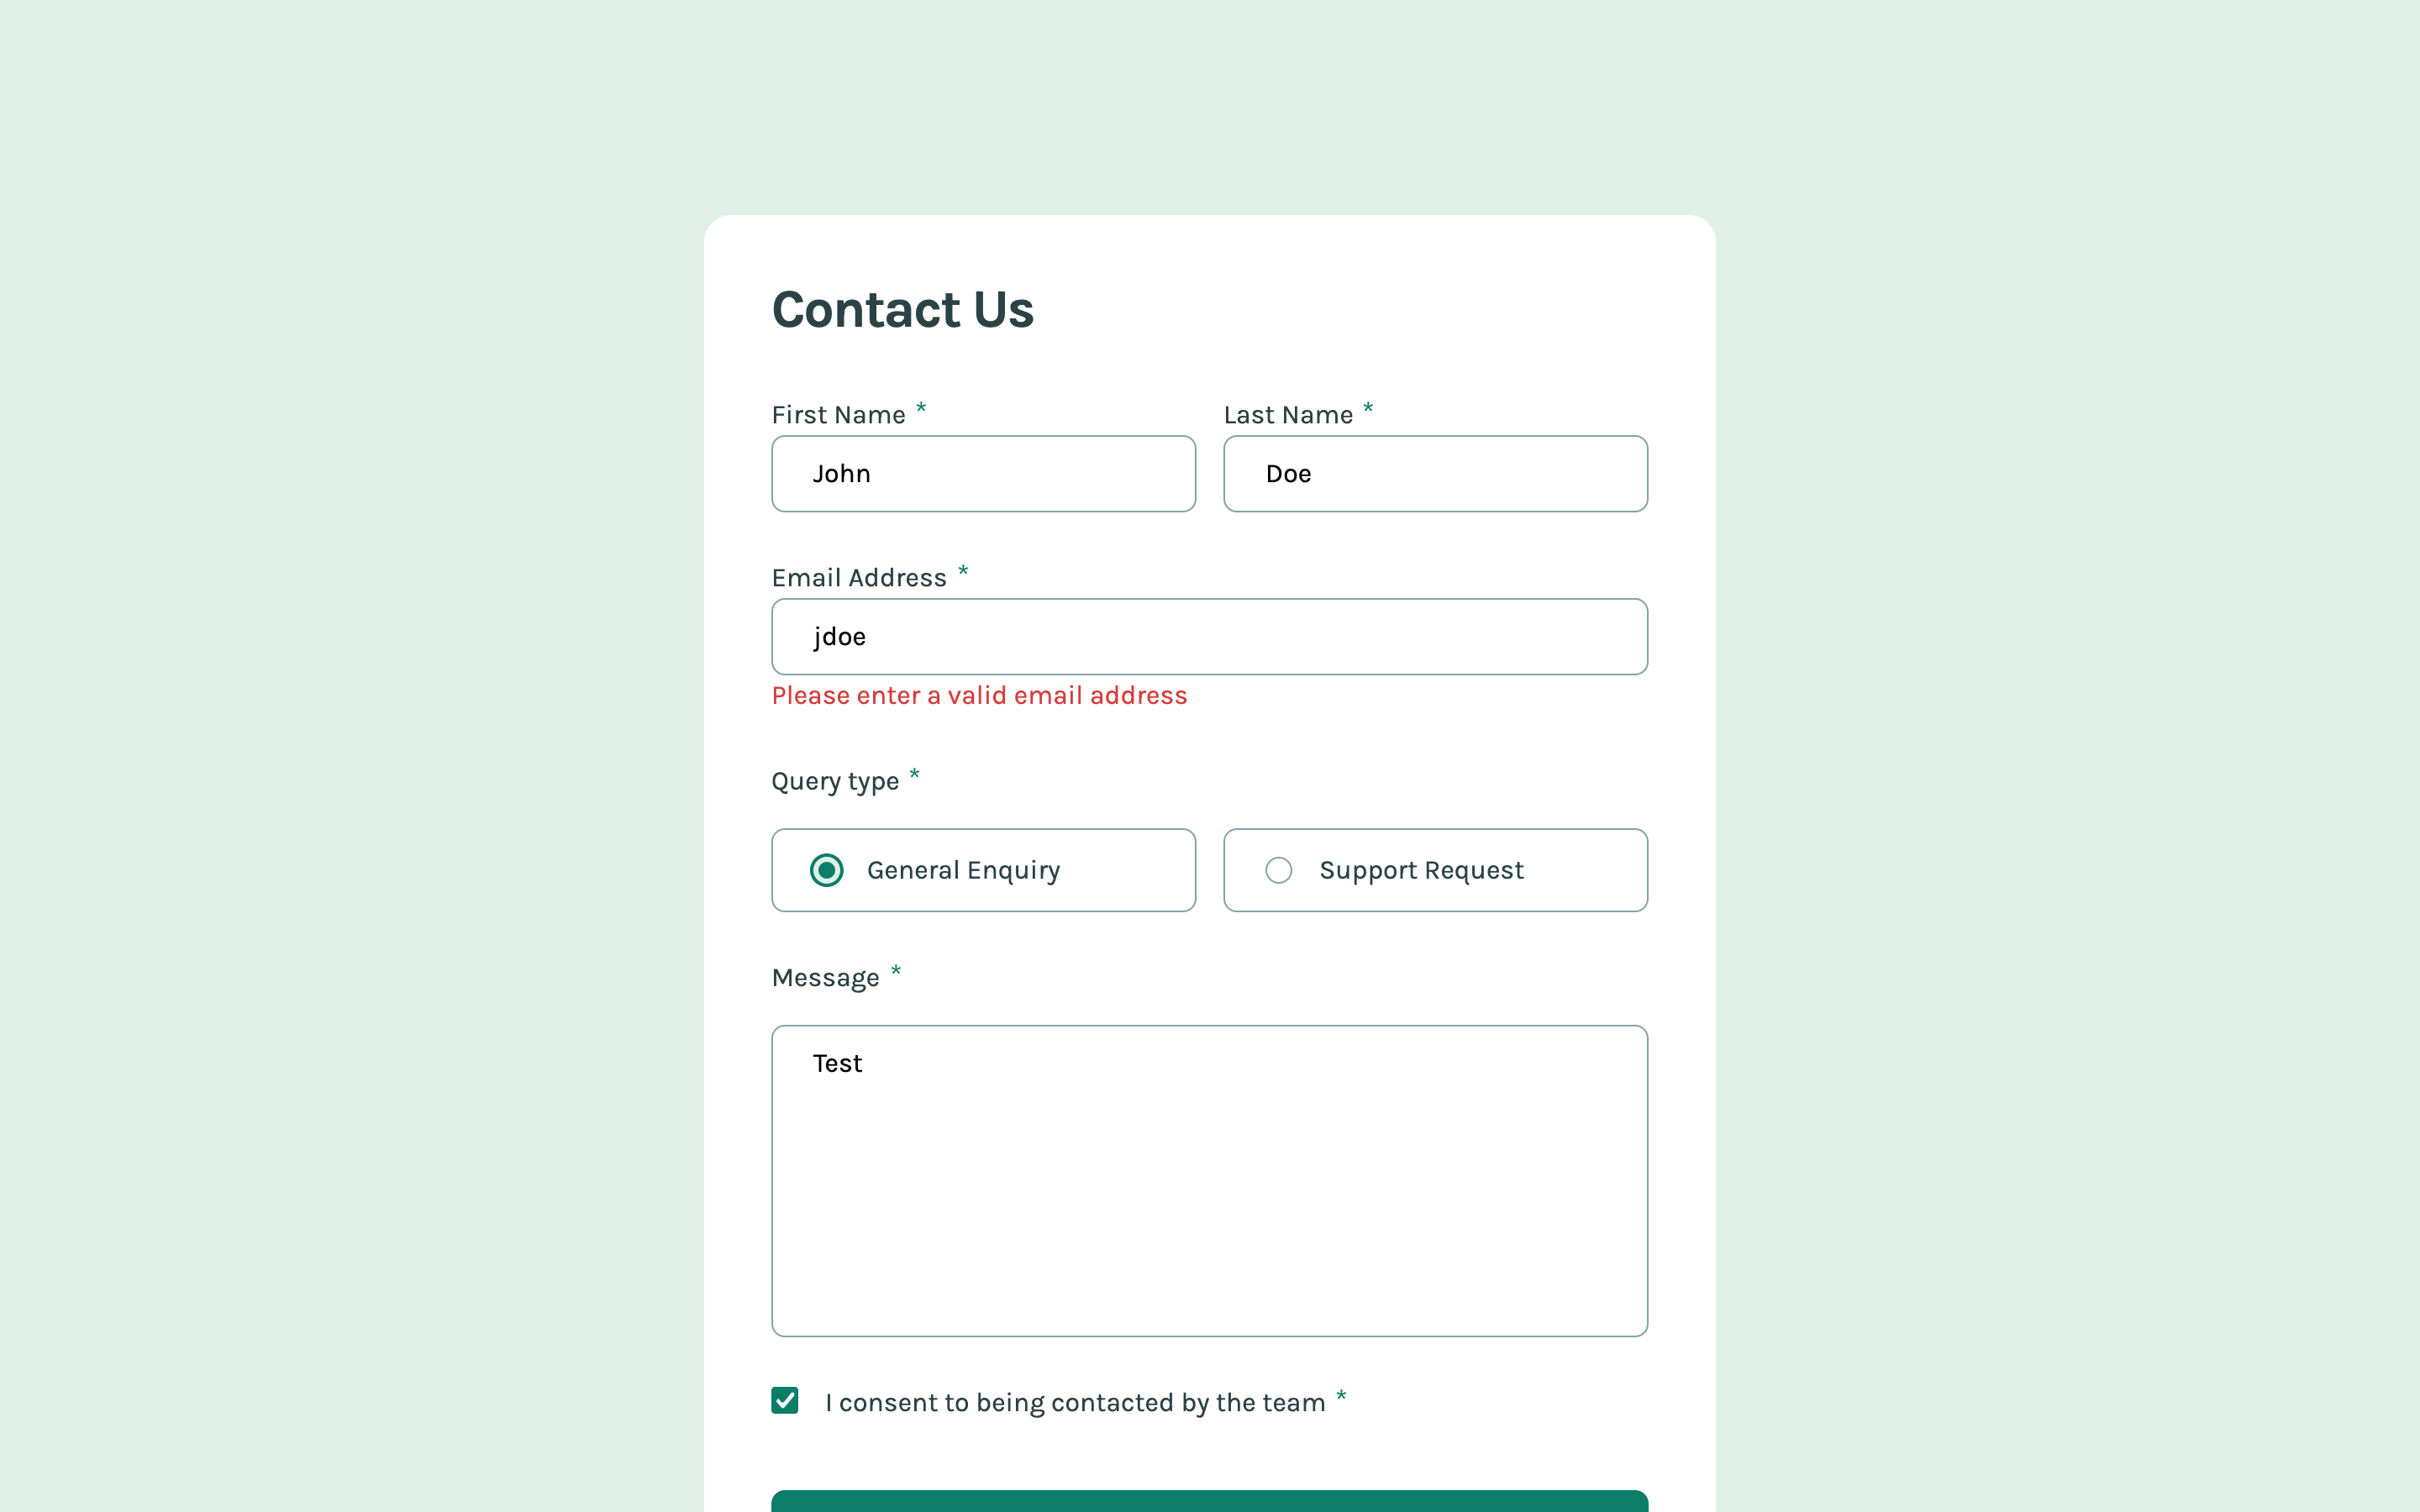 Contact Us
First Name * Last Name *
John Doe
Email Address *
jdoe
Please enter a valid email address
Query type *
General Enquiry Support Request
Message *
Test
I consent to being contacted by the team *